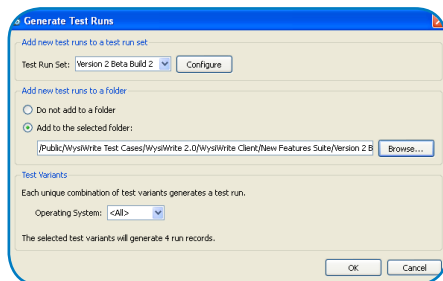 Generate Test Runs
Add new test runs to a test run set
Test Run Set: Version 2 Beta Build 2 Configure
Add new test runs to a folder
Do not add to a folder
Add to the selected folder:
/Public/WysiWrite Test Cases/WysiWrite 2.0/WysiWrite Client/New Features Suite/Version 2 B Browse...
Test Variants
Each unique combination of test variants generates a test run.
Operating System: <All>
The selected test variants will generate 4 run records.
OK Cancel